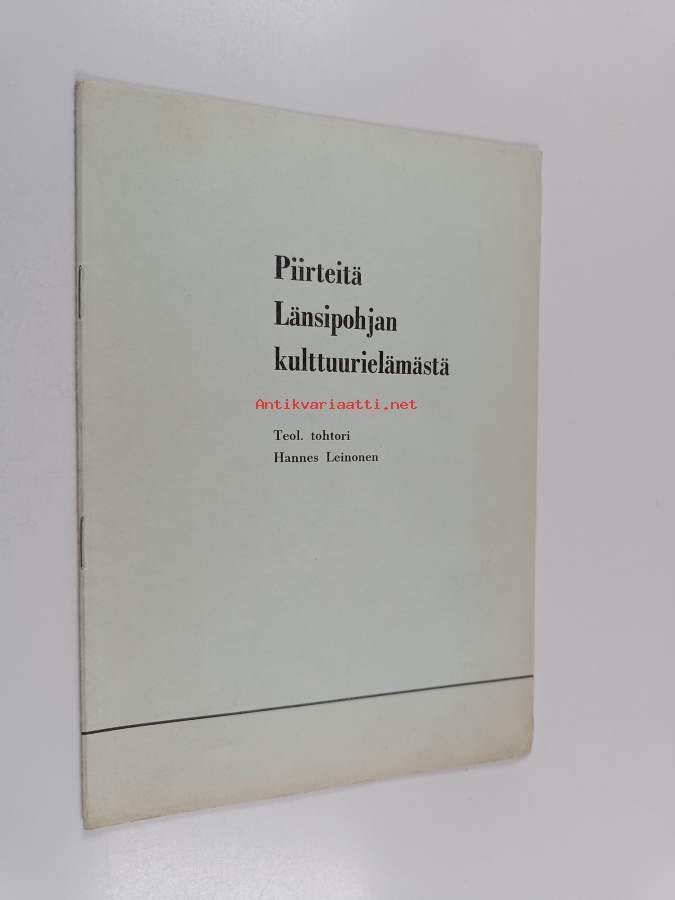 Piirteitä
Länsipohjan
kulttuurielämästä
Antikvariaatti.net
Teol. tohtori
Hannes Leinonen